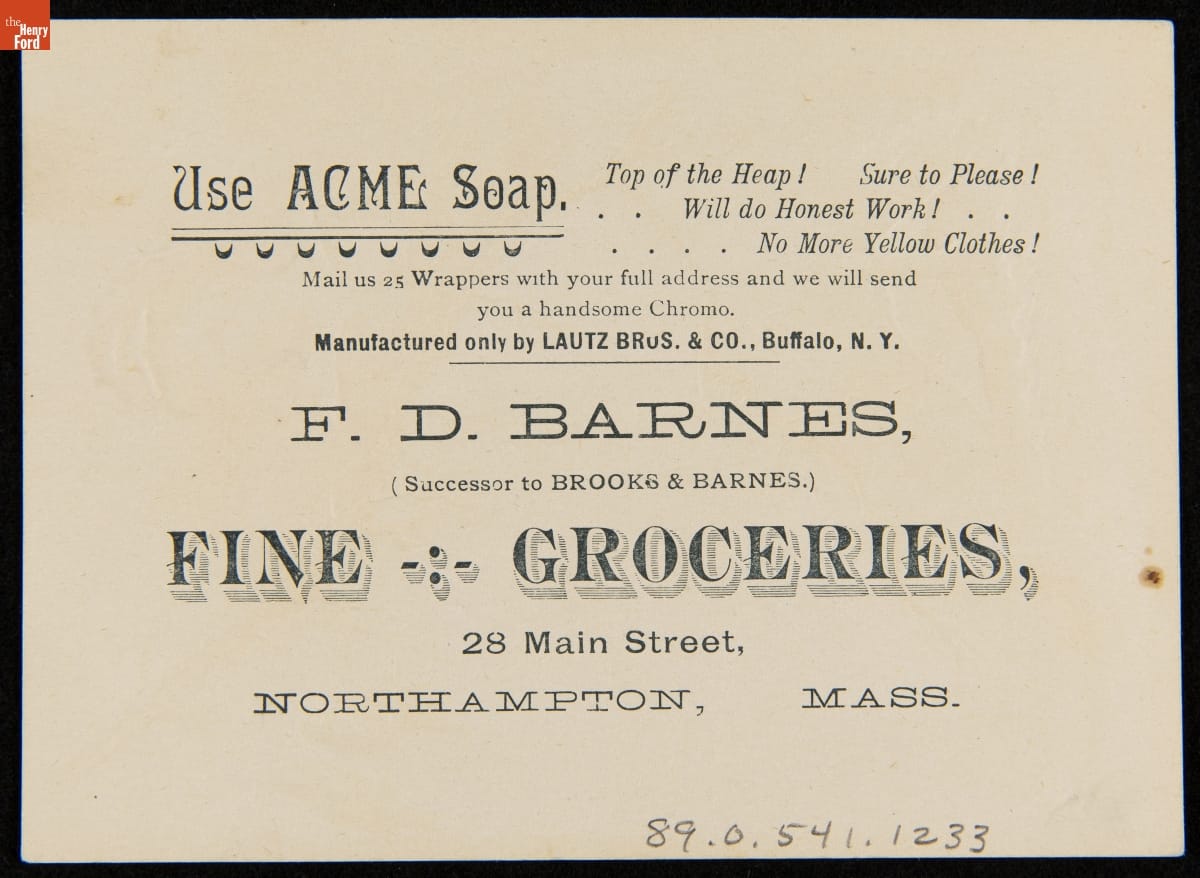 the
Henry
Ford
Use ACME Soap.
Top of the Heap! Sure to Please!
. . Will do Honest Work! . .
. . . . No More Yellow Clothes!
Mail us 25 Wrappers with your full address and we will send
you a handsome Chromo.
Manufactured only by LAUTZ BROS. & CO., Buffalo, N. Y.
F. D. BARNES,
(Successor to BROOKS & BARNES.)
FINE -:- GROCERIES,
28 Main Street,
NORTHAMPTON, MASS.
89.0.541.1233